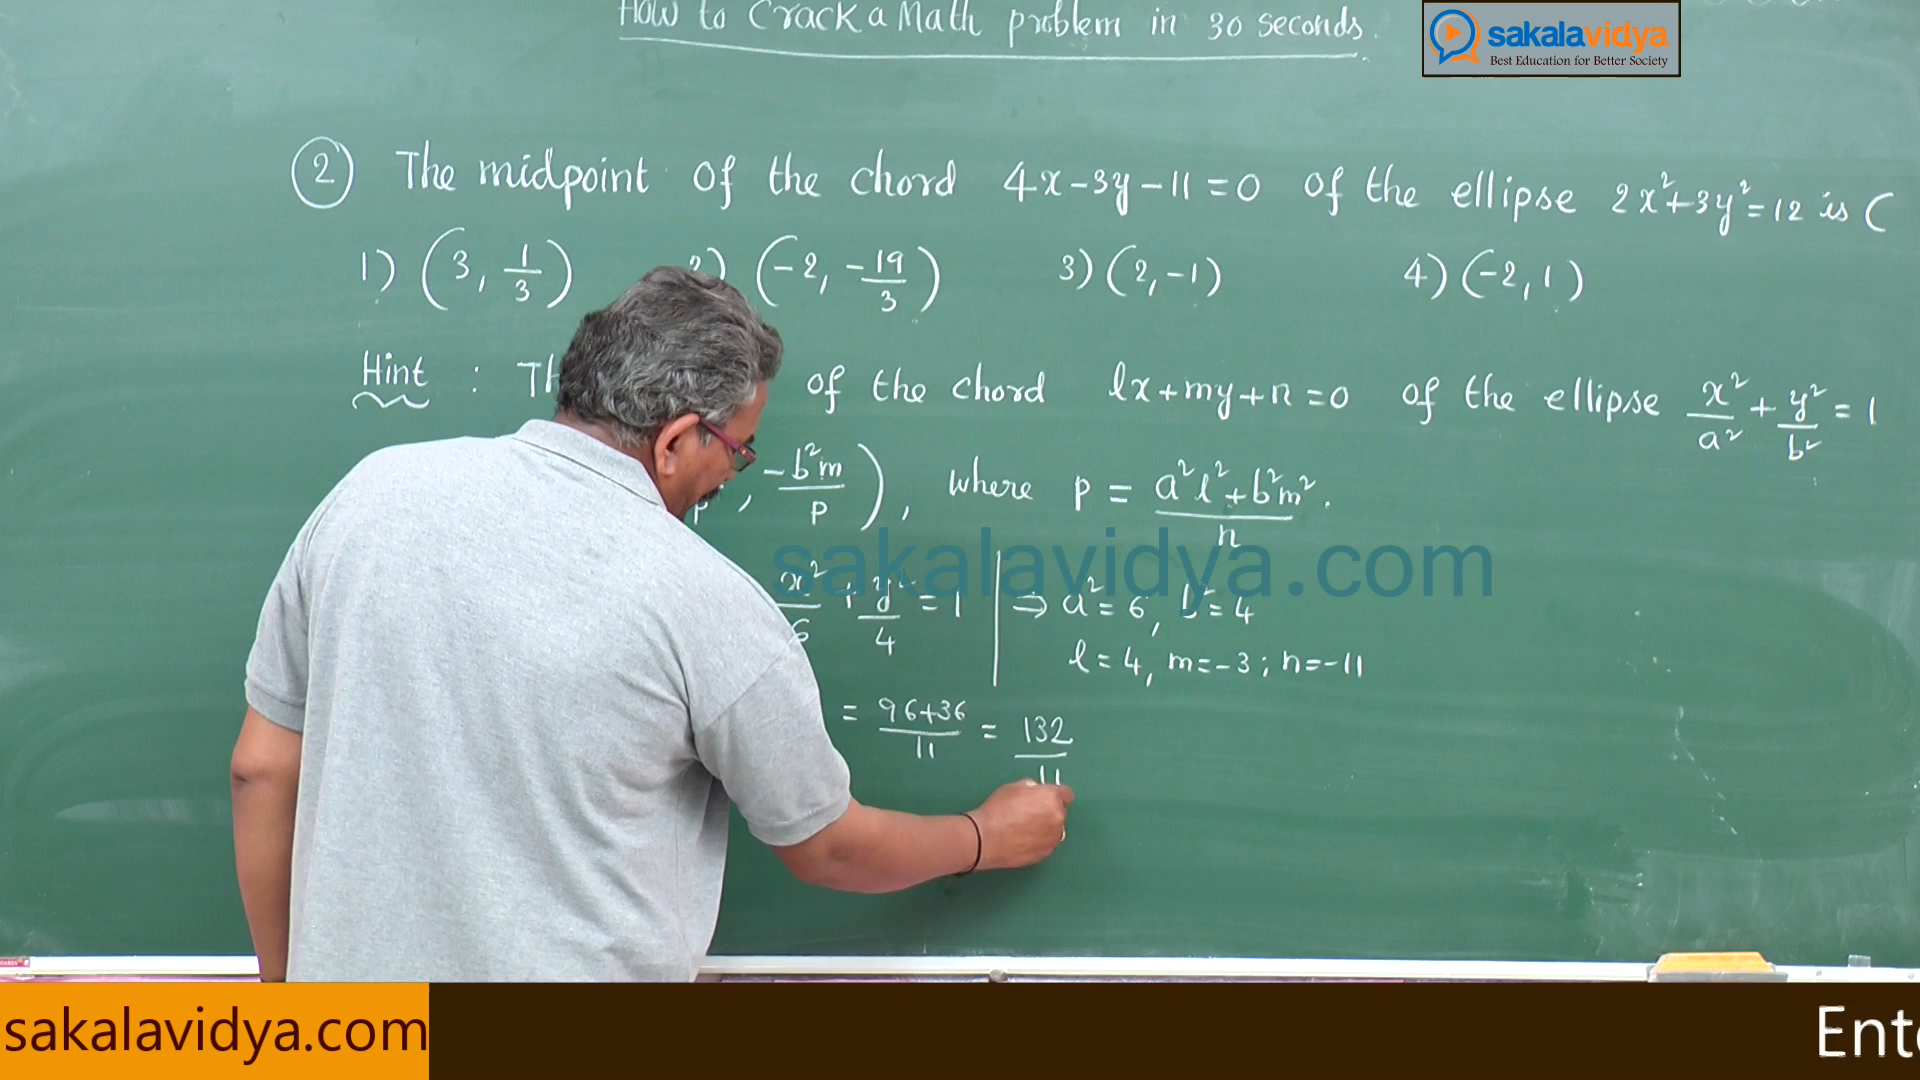 How to Crack a Math problem in 30 seconds.
sakalavidya
Best Education for Better Society
2 The midpoint of the chord 4x-3y-11=0 of the ellipse 2x²+3y²=12 is (
1) (3, 1/3) 2) (-2, -19/3) 3) (2,-1) 4) (-2, 1)
Hint : of the chord lx+my+n=0 of the ellipse x²/a² + y²/b² = 1
p, -b²m/p), where p = a²l²+b²m²/n.
x²/6 + y²/4 = 1 ⇒ a²=6, b²=4
l=4, m=-3; n=-11
= 96+36/11 = 132/11
sakalavidya.com
sakalavidya.com